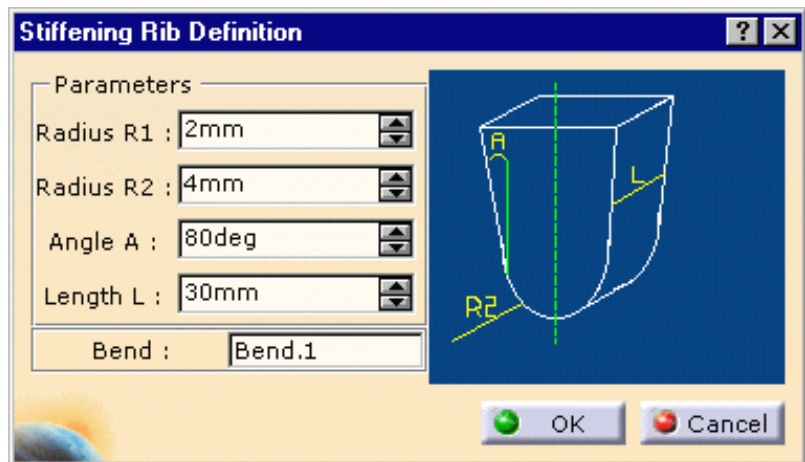 Stiffening Rib Definition ? X
Parameters
Radius R1 : 2mm
Radius R2 : 4mm
Angle A : 80deg
Length L : 30mm
Bend : Bend.1
A
L
R2
OK Cancel